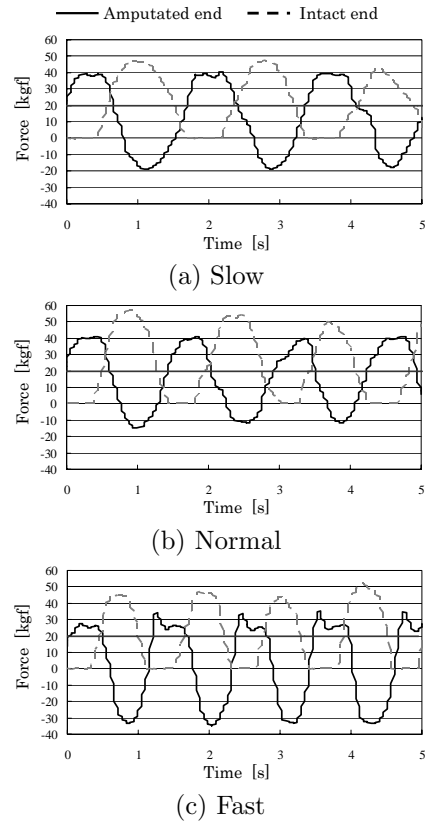 Amputated end Intact end
60
50
40
30
20
10
0
-10
-20
-30
-40
Force [kgf]
0 1 2 3 4 5
Time [s]
(a) Slow
60
50
40
30
20
10
0
-10
-20
-30
-40
Force [kgf]
0 1 2 3 4 5
Time [s]
(b) Normal
60
50
40
30
20
10
0
-10
-20
-30
-40
Force [kgf]
0 1 2 3 4 5
Time [s]
(c) Fast